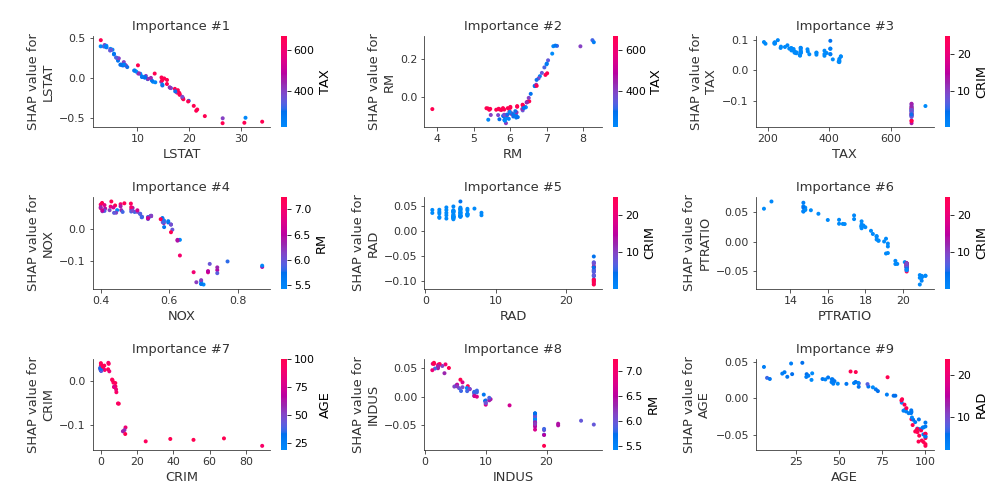 Importance #1
SHAP value for
LSTAT
0.5
0.0
−0.5
10
20
30
LSTAT
600
400
TAX
Importance #2
SHAP value for
RM
0.2
0.0
4
5
6
7
8
RM
600
400
TAX
Importance #3
SHAP value for
TAX
0.1
0.0
−0.1
200
400
600
TAX
20
10
CRIM
Importance #4
SHAP value for
NOX
0.0
−0.1
0.4
0.6
0.8
NOX
7.0
6.5
6.0
5.5
RM
Importance #5
SHAP value for
RAD
0.05
0.00
−0.05
−0.10
0
20
RAD
20
10
CRIM
Importance #6
SHAP value for
PTRATIO
0.05
0.00
−0.05
14
16
18
20
PTRATIO
20
10
CRIM
Importance #7
SHAP value for
CRIM
0.0
−0.1
0
20
40
60
80
CRIM
100
75
50
25
AGE
Importance #8
SHAP value for
INDUS
0.05
0.00
−0.05
0
10
20
INDUS
7.0
6.5
6.0
5.5
RM
Importance #9
SHAP value for
AGE
0.05
0.00
−0.05
25
50
75
100
AGE
20
10
RAD